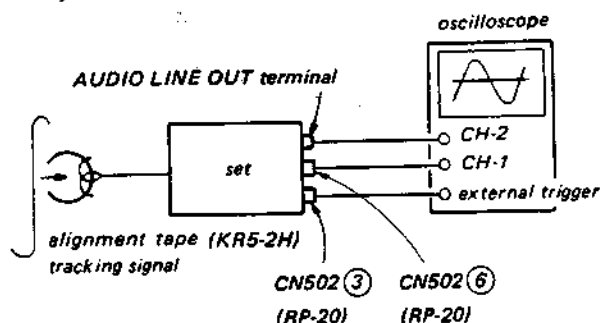 oscilloscope
AUDIO LINE OUT terminal
set
CH-2
CH-1
external trigger
alignment tape (KR5-2H)
tracking signal
CN502 ③
(RP-20)
CN502 ⑥
(RP-20)